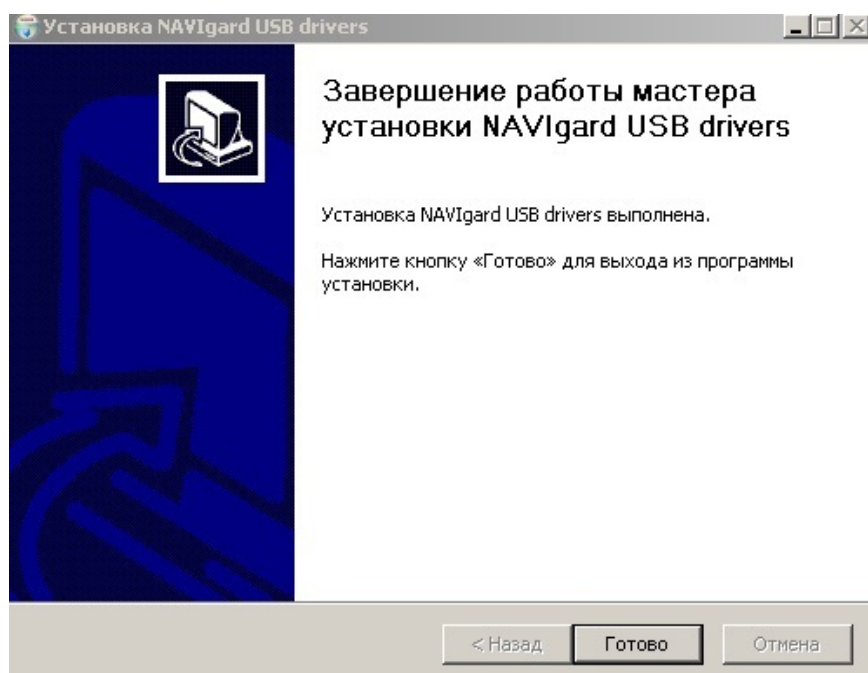 Установка NAVIgard USB drivers
Завершение работы мастера
установки NAVIgard USB drivers
Установка NAVIgard USB drivers выполнена.
Нажмите кнопку «Готово» для выхода из программы
установки.
< Назад
Готово
Отмена